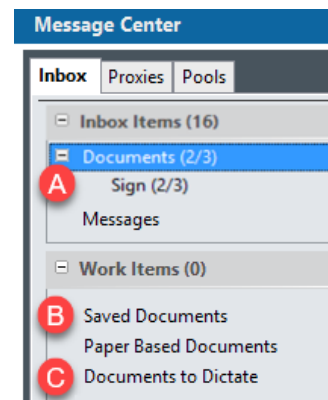 Message Center
Inbox Proxies Pools
Inbox Items (16)
Documents (2/3)
A Sign (2/3)
Messages
Work Items (0)
B Saved Documents
Paper Based Documents
C Documents to Dictate